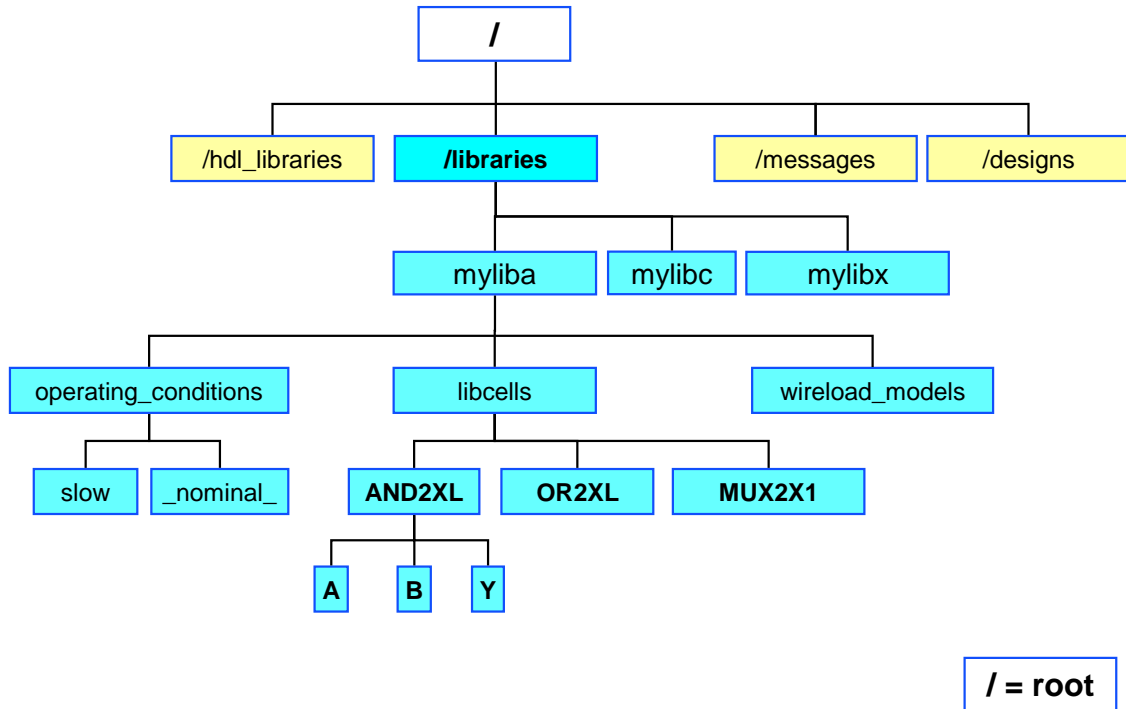 /
/hdl_libraries
/libraries
/messages
/designs
myliba
mylibc
mylibx
operating_conditions
libcells
wireload_models
slow
_nominal_
AND2XL
OR2XL
MUX2X1
A
B
Y
/ = root